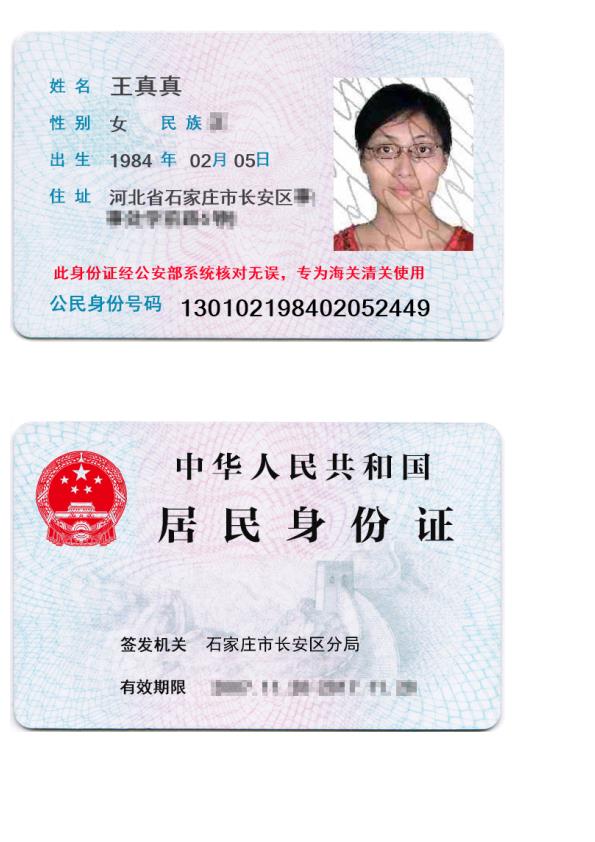 姓 名 王真真
性 别 女 民 族
出 生 1984 年 02月 05日
住 址 河北省石家庄市长安区
此身份证经公安部系统核对无误，专为海关清关使用
公民身份号码 130102198402052449
中华人民共和国
居民身份证
签发机关 石家庄市长安区分局
有效期限